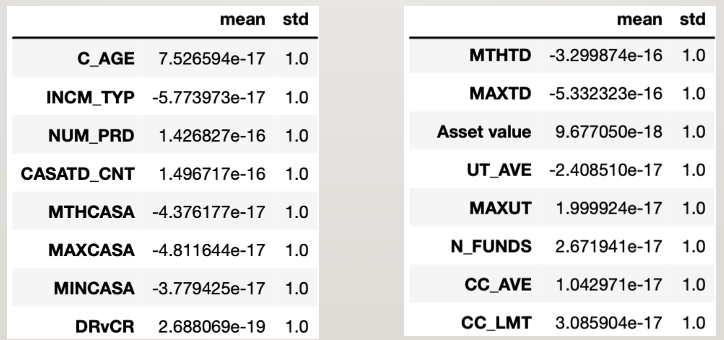 mean std
C_AGE 7.526594e-17 1.0
INCM_TYP -5.773973e-17 1.0
NUM_PRD 1.426827e-16 1.0
CASATD_CNT 1.496717e-16 1.0
MTHCASA -4.376177e-17 1.0
MAXCASA -4.811644e-17 1.0
MINCASA -3.779425e-17 1.0
DRvCR 2.688069e-19 1.0
mean std
MTHTD -3.299874e-16 1.0
MAXTD -5.332323e-16 1.0
Asset value 9.677050e-18 1.0
UT_AVE -2.408510e-17 1.0
MAXUT 1.999924e-17 1.0
N_FUNDS 2.671941e-17 1.0
CC_AVE 1.042971e-17 1.0
CC_LMT 3.085904e-17 1.0